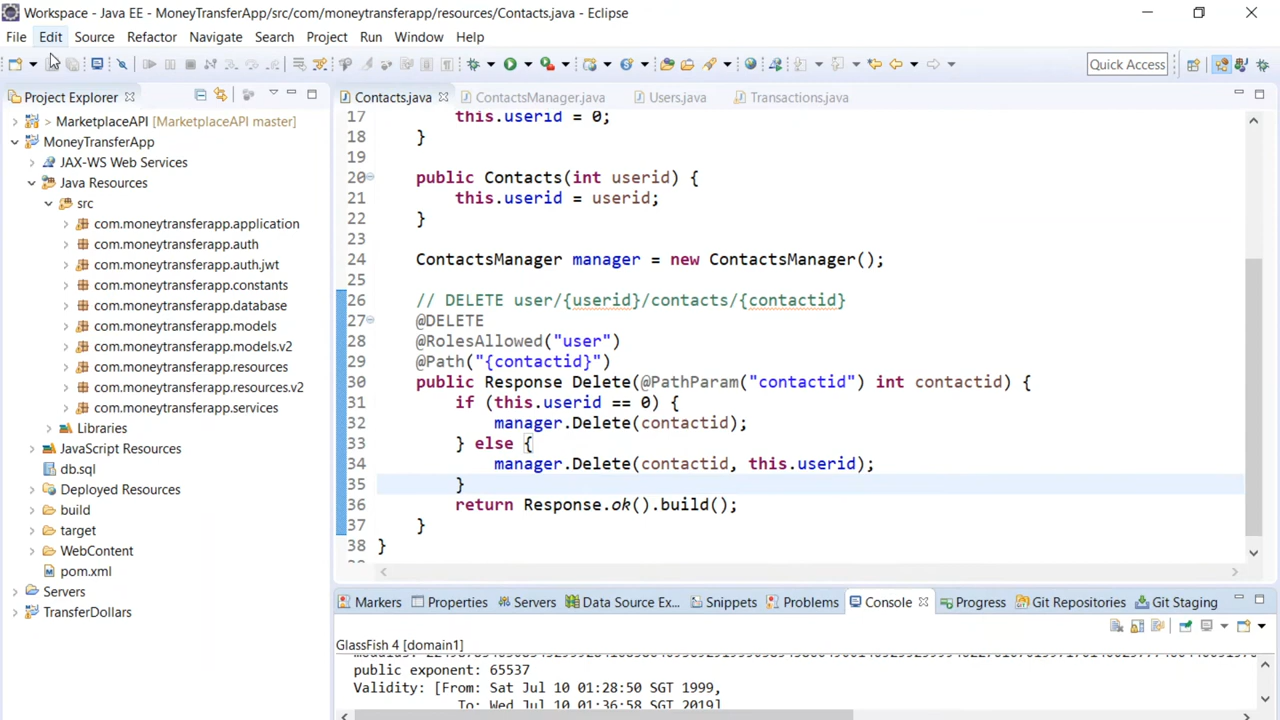 Workspace - Java EE - MoneyTransferApp/src/com/moneytransferapp/resources/Contacts.java - Eclipse
File Edit Source Refactor Navigate Search Project Run Window Help
Quick Access
Project Explorer
Contacts.java ContactsManager.java Users.java Transactions.java
> MarketplaceAPI [MarketplaceAPI master]
MoneyTransferApp
JAX-WS Web Services
Java Resources
src
com.moneytransferapp.application
com.moneytransferapp.auth
com.moneytransferapp.auth.jwt
com.moneytransferapp.constants
com.moneytransferapp.database
com.moneytransferapp.models
com.moneytransferapp.models.v2
com.moneytransferapp.resources
com.moneytransferapp.resources.v2
com.moneytransferapp.services
Libraries
JavaScript Resources
db.sql
Deployed Resources
build
target
WebContent
pom.xml
Servers
TransferDollars
17 this.userid = 0;
18 }
19
20 public Contacts(int userid) {
21 this.userid = userid;
22 }
23
24 ContactsManager manager = new ContactsManager();
25
26 // DELETE user/{userid}/contacts/{contactid}
27 @DELETE
28 @RolesAllowed("user")
29 @Path("{contactid}")
30 public Response Delete(@PathParam("contactid") int contactid) {
31 if (this.userid == 0) {
32 manager.Delete(contactid);
33 } else {
34 manager.Delete(contactid, this.userid);
35 }
36 return Response.ok().build();
37 }
38 }
Markers Properties Servers Data Source Ex... Snippets Problems Console Progress Git Repositories Git Staging
GlassFish 4 [domain1]
public exponent: 65537
Validity: [From: Sat Jul 10 01:28:50 SGT 1999,
To: Wed Jul 10 01:36:58 SGT 2019]